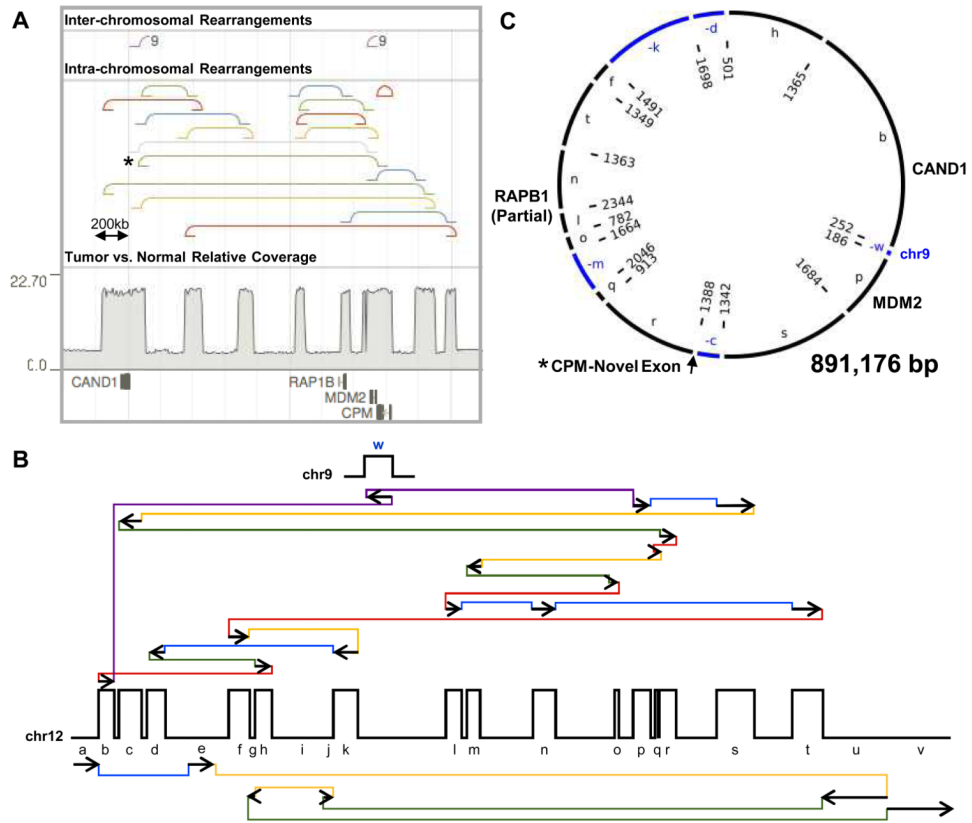 A
Inter-chromosomal Rearrangements
9 9
Intra-chromosomal Rearrangements
*
200kb
Tumor vs. Normal Relative Coverage
22.70
0.0
CAND1
RAP1B
MDM2
CPM
C
-d
h
-k
b
f
t
n
l
o
-m
q
r
-c
s
p
-w
1698
501
1365
1491
1349
1363
2344
782
1664
2046
913
1388
1342
1684
252
186
CAND1
RAPB1
(Partial)
chr9
MDM2
* CPM-Novel Exon
891,176 bp
B
w
chr9
chr12
a b c d e f g h i j k l m n o p q r s t u v